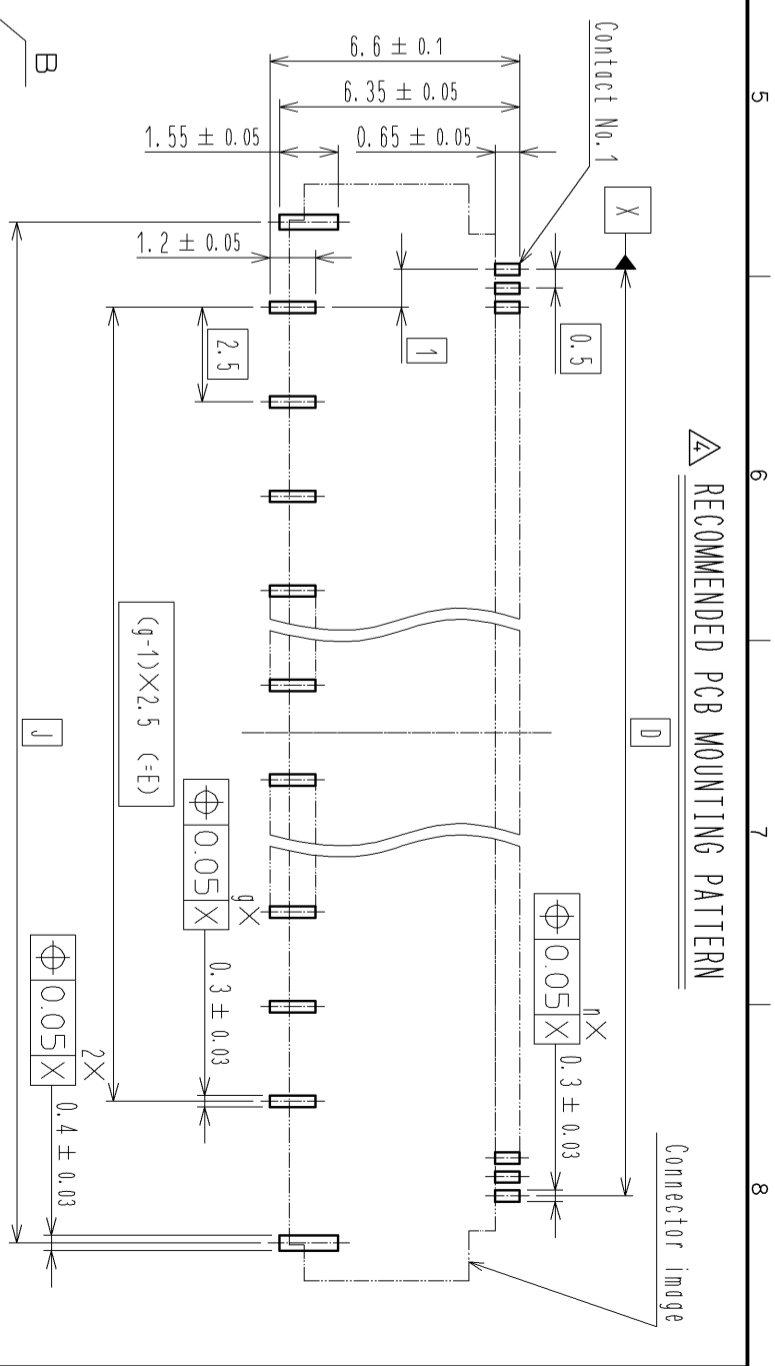 5
6
7
8
B
△4 RECOMMENDED PCB MOUNTING PATTERN
Contact No.1
X
0.5
D
6.6 ± 0.1
6.35 ± 0.05
1.55 ± 0.05
0.65 ± 0.05
1.2 ± 0.05
1
2.5
(g-1)×2.5 (=E)
J
n×
⌖ 0.05 X
0.3 ± 0.03
g×
⌖ 0.05 X
0.3 ± 0.03
2×
⌖ 0.05 X
0.4 ± 0.03
Connector image